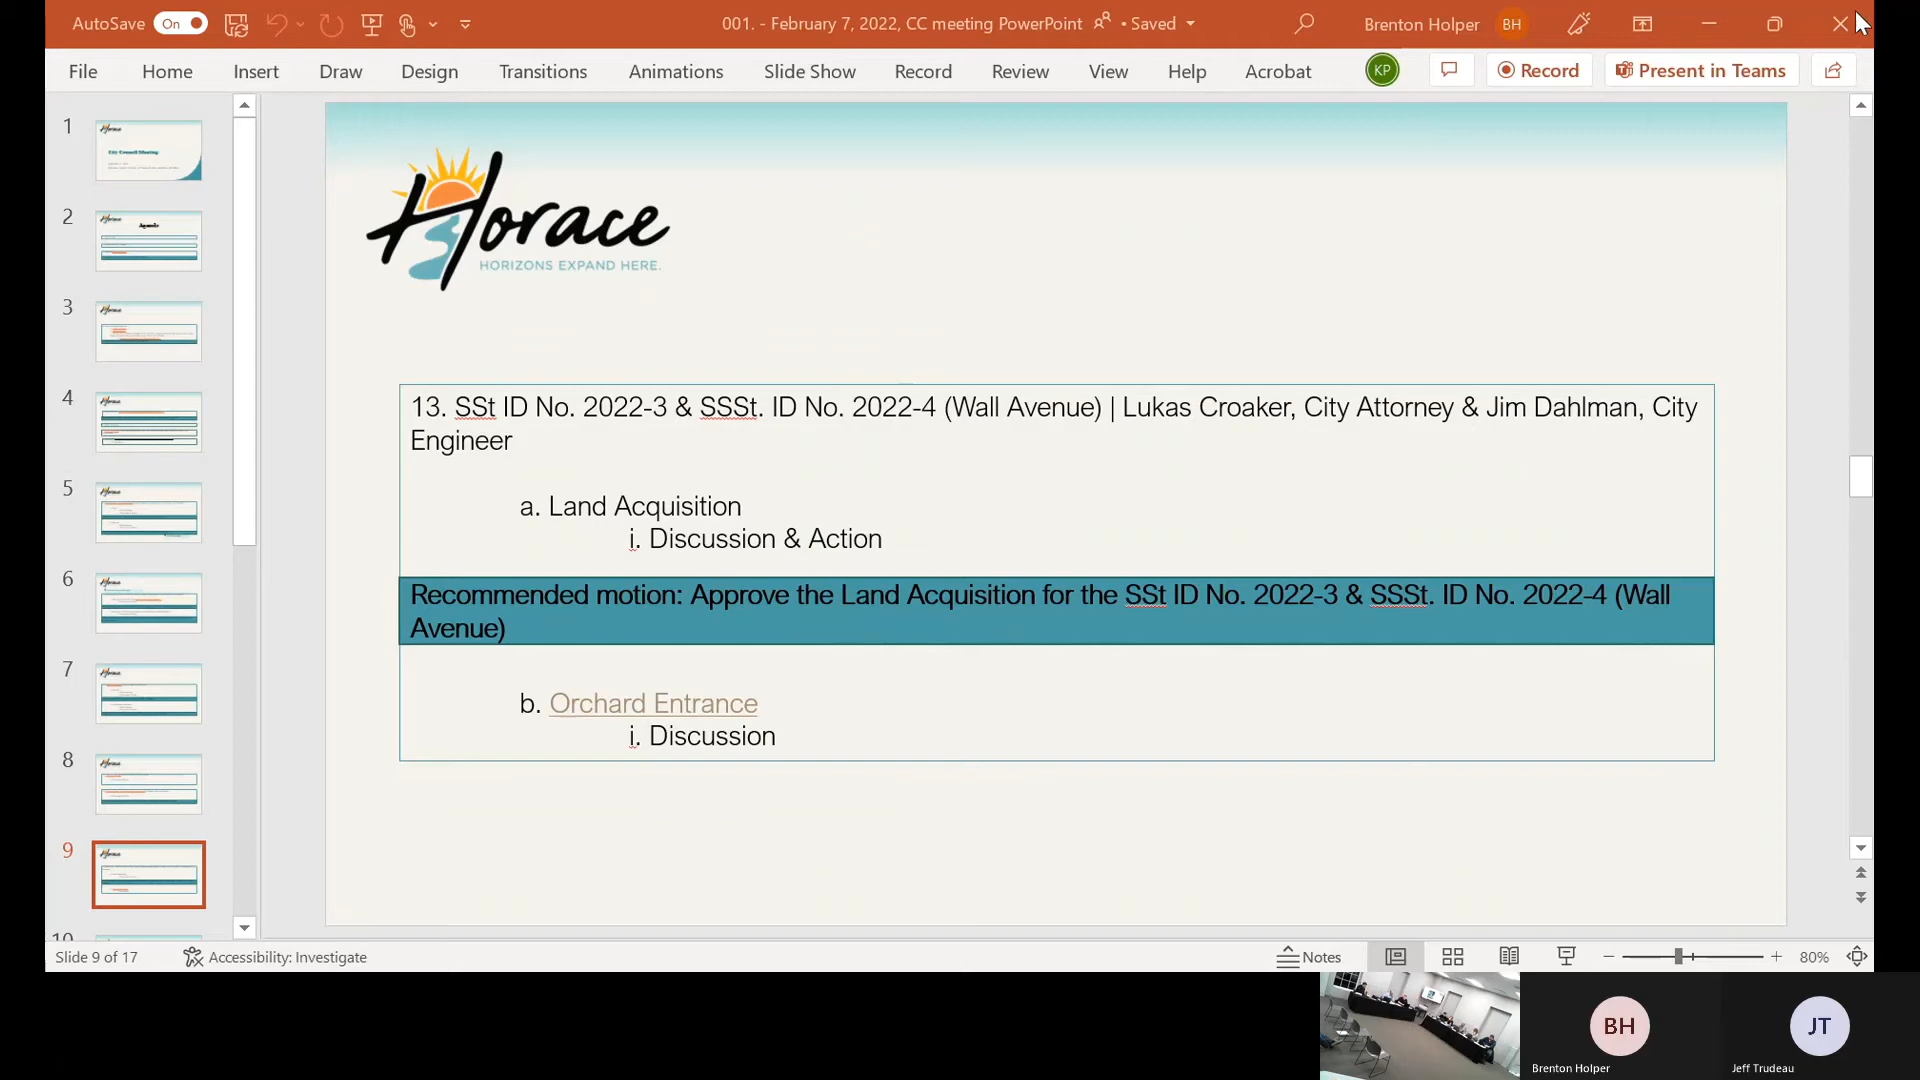 AutoSave On
001. - February 7, 2022, CC meeting PowerPoint • Saved
Brenton Holper BH
File Home Insert Draw Design Transitions Animations Slide Show Record Review View Help Acrobat KP Record Present in Teams
1
2
3
4
5
6
7
8
9
10
City Council Meeting
Agenda
Horace
HORIZONS EXPAND HERE.
13. SSt ID No. 2022-3 & SSSt. ID No. 2022-4 (Wall Avenue) | Lukas Croaker, City Attorney & Jim Dahlman, City
Engineer
a. Land Acquisition
i. Discussion & Action
Recommended motion: Approve the Land Acquisition for the SSt ID No. 2022-3 & SSSt. ID No. 2022-4 (Wall
Avenue)
b. Orchard Entrance
i. Discussion
Slide 9 of 17 Accessibility: Investigate Notes 80%
BH
Brenton Holper
JT
Jeff Trudeau